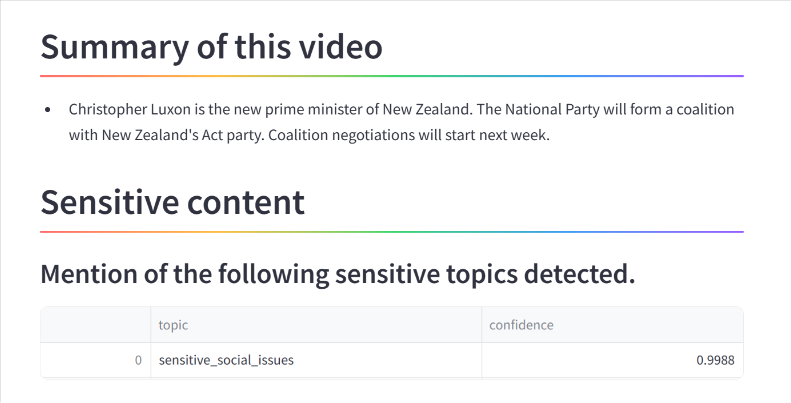 Summary of this video
• Christopher Luxon is the new prime minister of New Zealand. The National Party will form a coalition
with New Zealand's Act party. Coalition negotiations will start next week.
Sensitive content
Mention of the following sensitive topics detected.
topic confidence
0 sensitive_social_issues 0.9988